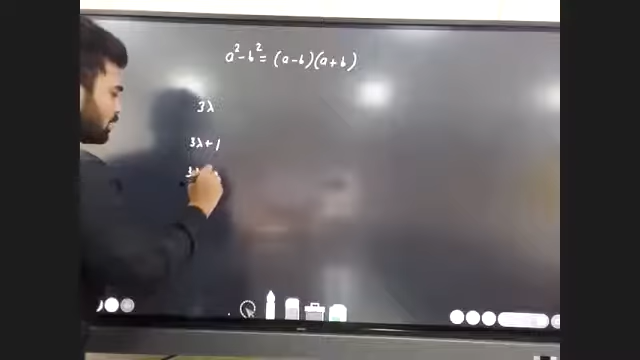 a² - b² = (a - b)(a + b)
3λ
3λ + 1